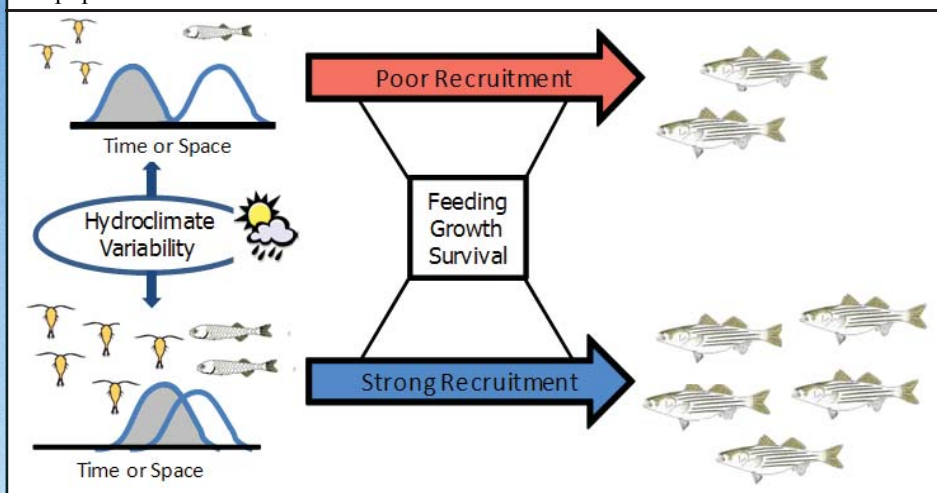 Poor Recruitment
Time or Space
Hydroclimate
Variability
Feeding
Growth
Survival
Strong Recruitment
Time or Space